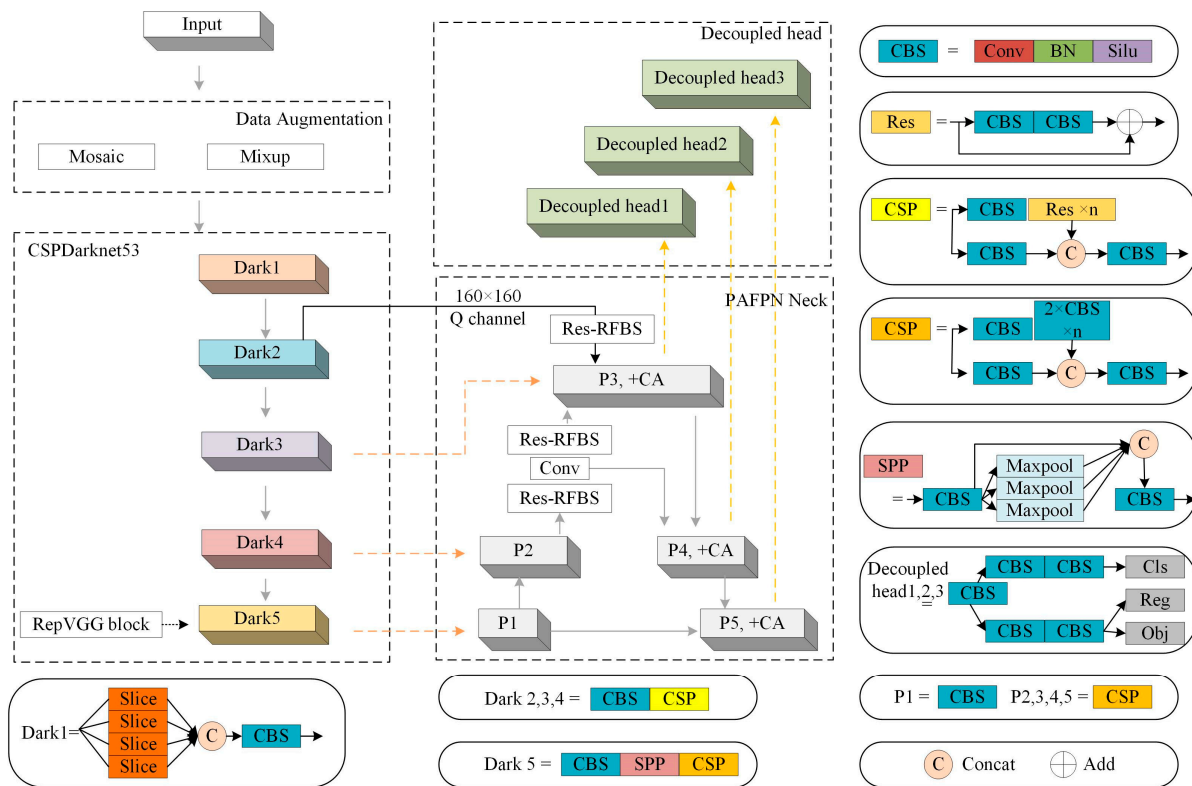 Input
Data Augmentation
Mosaic
Mixup
CSPDarknet53
Dark1
Dark2
Dark3
Dark4
Dark5
RepVGG block
Decoupled head
Decoupled head3
Decoupled head2
Decoupled head1
160×160
Q channel
PAFPN Neck
Res-RFBS
P3, +CA
Res-RFBS
Conv
Res-RFBS
P2
P4, +CA
P1
P5, +CA
CBS = Conv BN Silu
Res = CBS CBS
CSP = CBS Res ×n
CBS C CBS
CSP = CBS 2×CBS
×n
CBS C CBS
SPP
C
Maxpool
Maxpool
Maxpool
= CBS CBS
Decoupled
head1,2,3
=
CBS
CBS CBS Cls
CBS CBS Reg
Obj
Dark1=
Slice
Slice
Slice
Slice
C CBS
Dark 2,3,4 = CBS CSP
Dark 5 = CBS SPP CSP
P1 = CBS P2,3,4,5 = CSP
C Concat Add